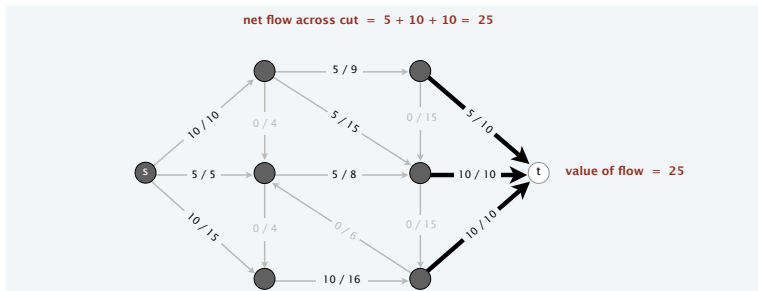 net flow across cut = 5 + 10 + 10 = 25
5 / 9
10 / 10
0 / 4
5 / 15
0 / 15
5 / 10
s
5 / 5
5 / 8
10 / 10
t
value of flow = 25
10 / 15
0 / 4
0 / 6
0 / 15
10 / 10
10 / 16